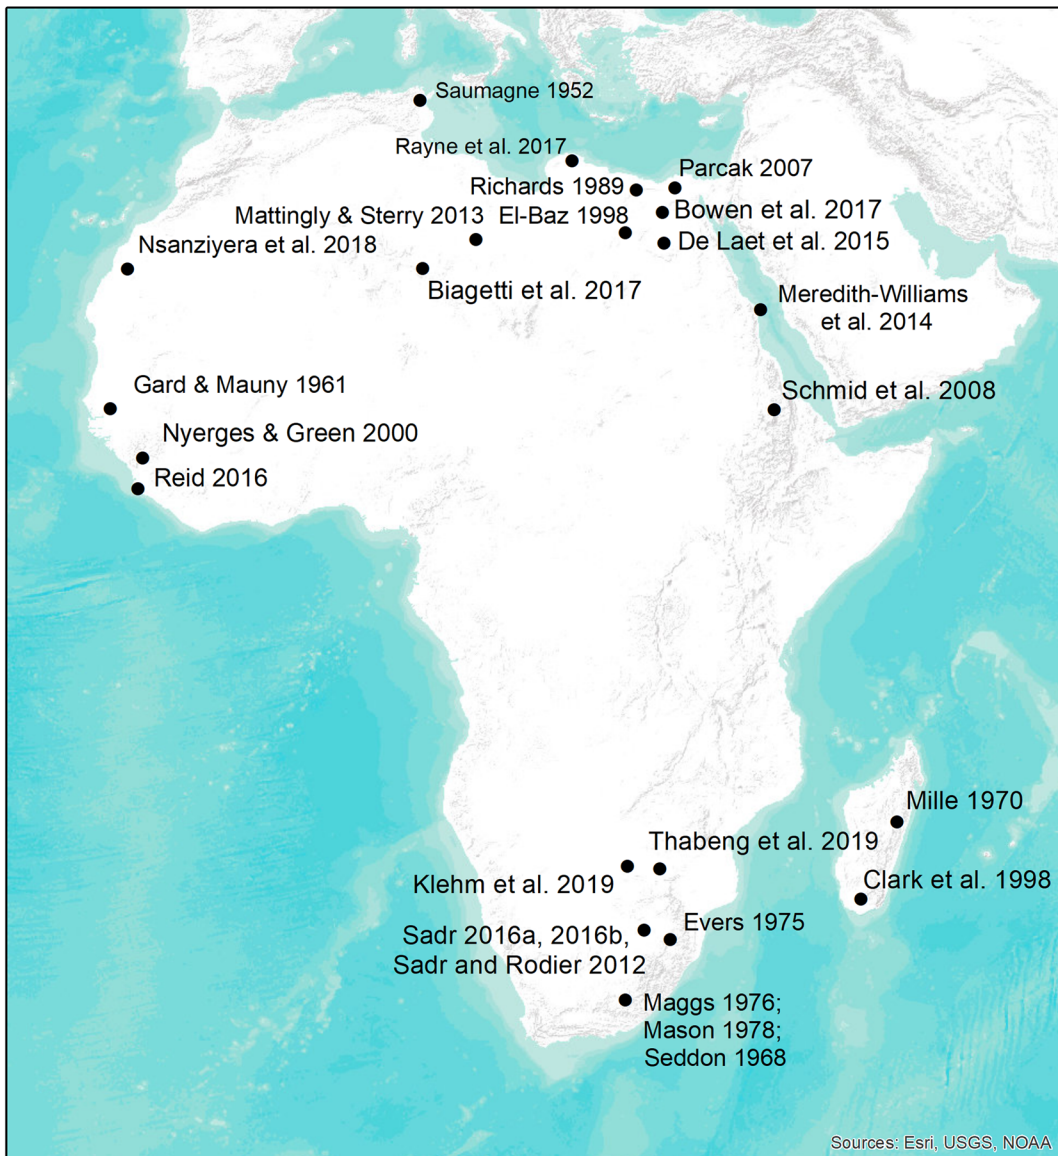 Saumagne 1952
Rayne et al. 2017
Parcak 2007
Richards 1989
Mattingly & Sterry 2013
El-Baz 1998
Bowen et al. 2017
Nsanziyera et al. 2018
De Laet et al. 2015
Biagetti et al. 2017
Meredith-Williams
et al. 2014
Gard & Mauny 1961
Schmid et al. 2008
Nyerges & Green 2000
Reid 2016
Mille 1970
Thabeng et al. 2019
Klehm et al. 2019
Clark et al. 1998
Evers 1975
Sadr 2016a, 2016b,
Sadr and Rodier 2012
Maggs 1976;
Mason 1978;
Seddon 1968
Sources: Esri, USGS, NOAA